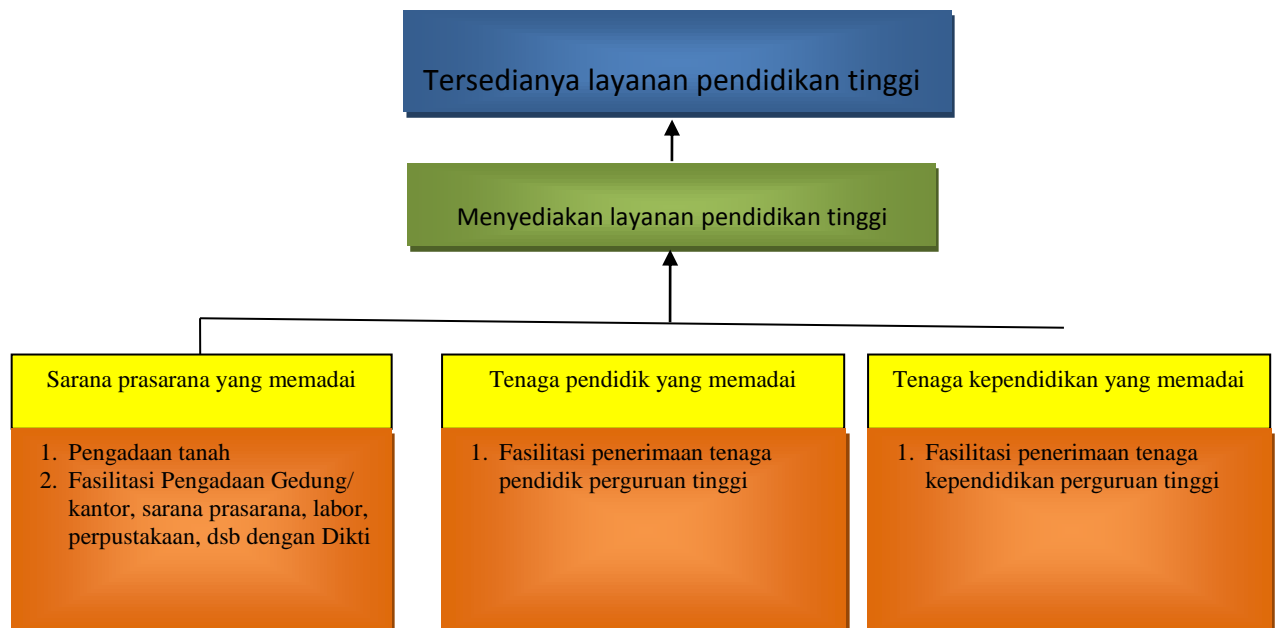 Tersedianya layanan pendidikan tinggi
Menyediakan layanan pendidikan tinggi
Sarana prasarana yang memadai
1. Pengadaan tanah
2. Fasilitasi Pengadaan Gedung/
kantor, sarana prasarana, labor,
perpustakaan, dsb dengan Dikti
Tenaga pendidik yang memadai
1. Fasilitasi penerimaan tenaga
pendidik perguruan tinggi
Tenaga kependidikan yang memadai
1. Fasilitasi penerimaan tenaga
kependidikan perguruan tinggi